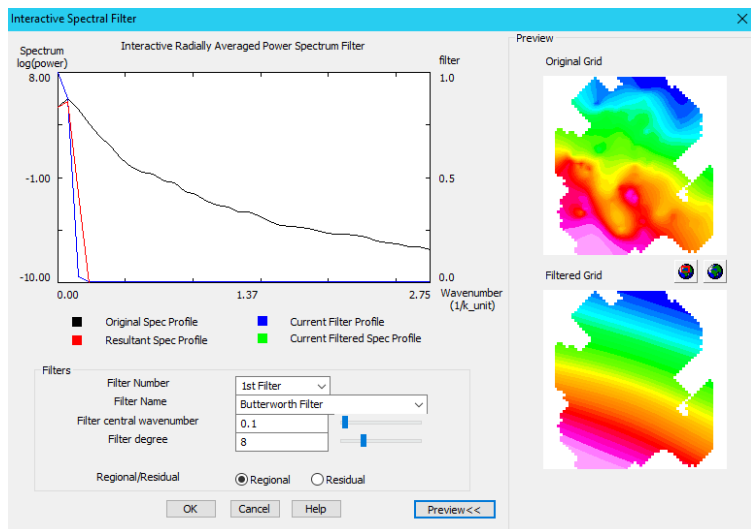 Interactive Spectral Filter
Preview
Interactive Radially Averaged Power Spectrum Filter
Spectrum
log(power)
filter
Original Grid
8.00
1.0
-1.00
0.5
-10.00
0.0
0.00
1.37
2.75
Wavenumber
(1/k_unit)
Filtered Grid
Original Spec Profile
Current Filter Profile
Resultant Spec Profile
Current Filtered Spec Profile
Filters
Filter Number
1st Filter
Filter Name
Butterworth Filter
Filter central wavenumber
0.1
Filter degree
8
Regional/Residual
Regional
Residual
OK
Cancel
Help
Preview<<